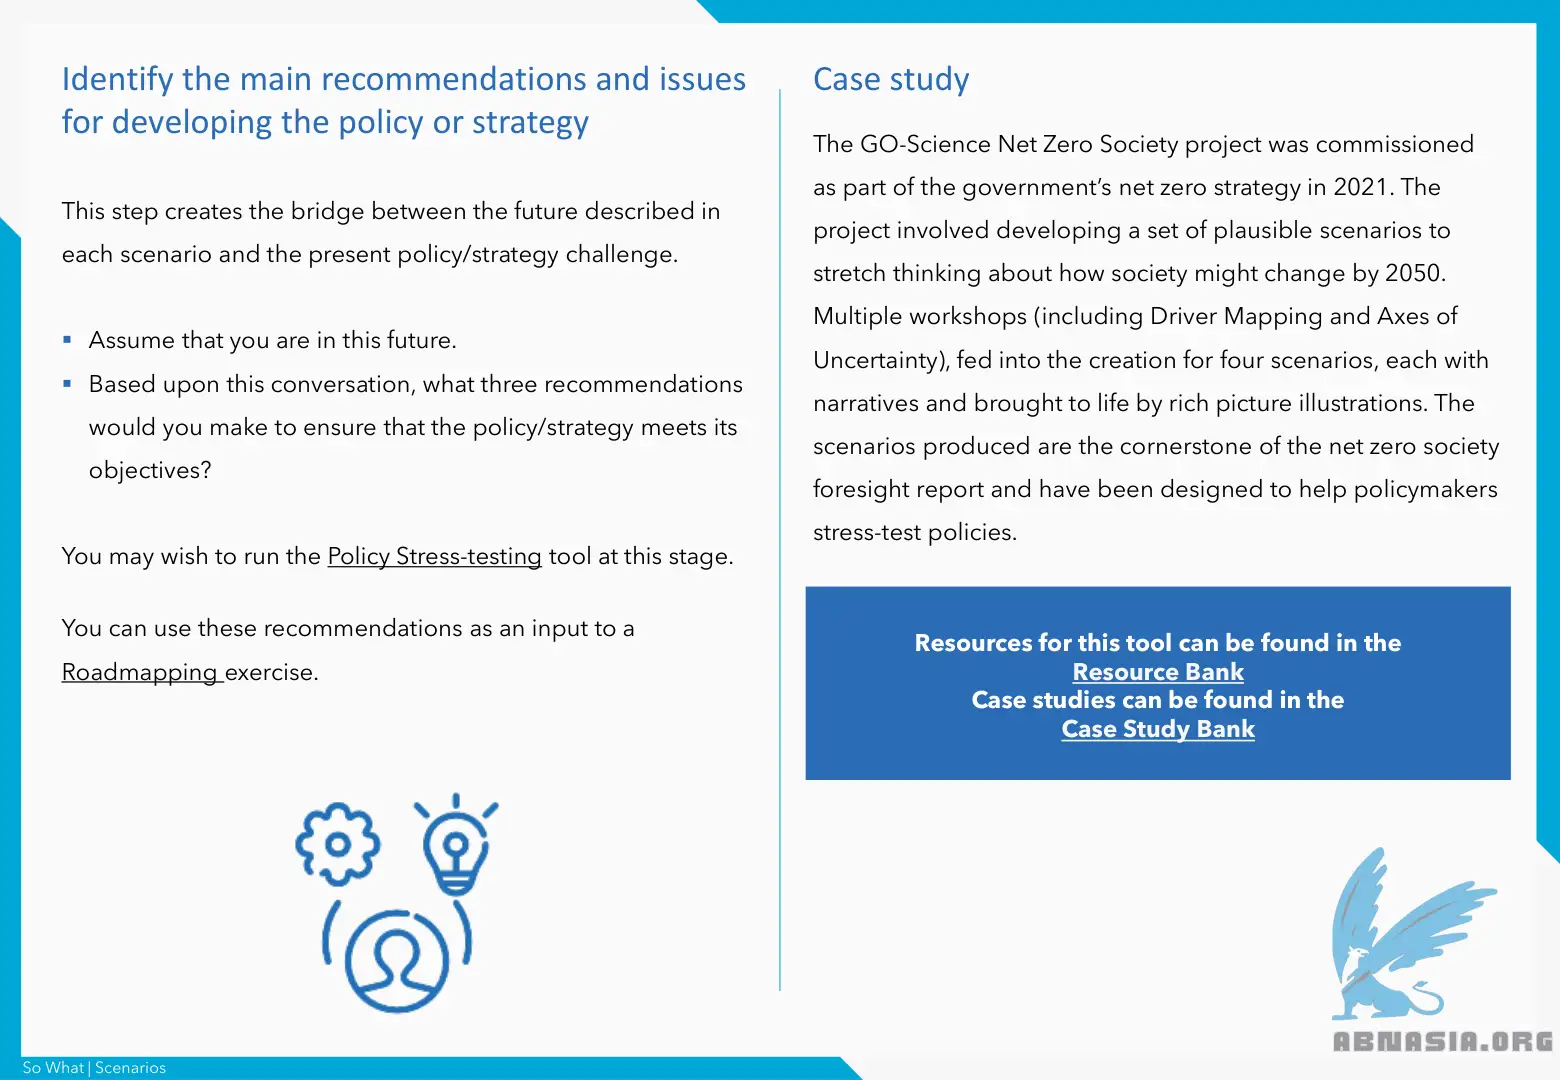 Identify the main recommendations and issues
for developing the policy or strategy
This step creates the bridge between the future described in
each scenario and the present policy/strategy challenge.
▪ Assume that you are in this future.
▪ Based upon this conversation, what three recommendations
would you make to ensure that the policy/strategy meets its
objectives?
You may wish to run the Policy Stress-testing tool at this stage.
You can use these recommendations as an input to a
Roadmapping exercise.
Case study
The GO-Science Net Zero Society project was commissioned
as part of the government’s net zero strategy in 2021. The
project involved developing a set of plausible scenarios to
stretch thinking about how society might change by 2050.
Multiple workshops (including Driver Mapping and Axes of
Uncertainty), fed into the creation for four scenarios, each with
narratives and brought to life by rich picture illustrations. The
scenarios produced are the cornerstone of the net zero society
foresight report and have been designed to help policymakers
stress-test policies.
Resources for this tool can be found in the
Resource Bank
Case studies can be found in the
Case Study Bank
ABNASIA.ORG
So What | Scenarios